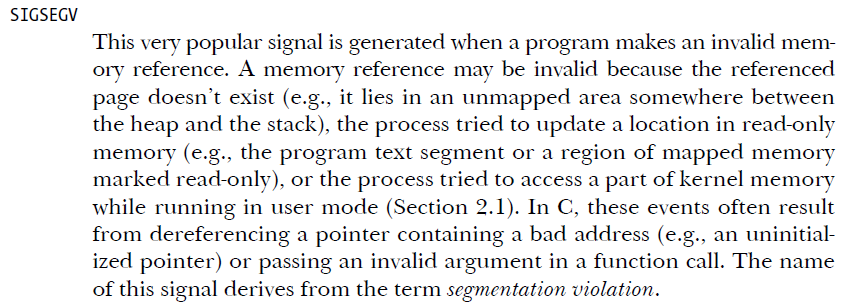 SIGSEGV
This very popular signal is generated when a program makes an invalid mem-
ory reference. A memory reference may be invalid because the referenced
page doesn't exist (e.g., it lies in an unmapped area somewhere between
the heap and the stack), the process tried to update a location in read-only
memory (e.g., the program text segment or a region of mapped memory
marked read-only), or the process tried to access a part of kernel memory
while running in user mode (Section 2.1). In C, these events often result
from dereferencing a pointer containing a bad address (e.g., an uninitial-
ized pointer) or passing an invalid argument in a function call. The name
of this signal derives from the term segmentation violation.